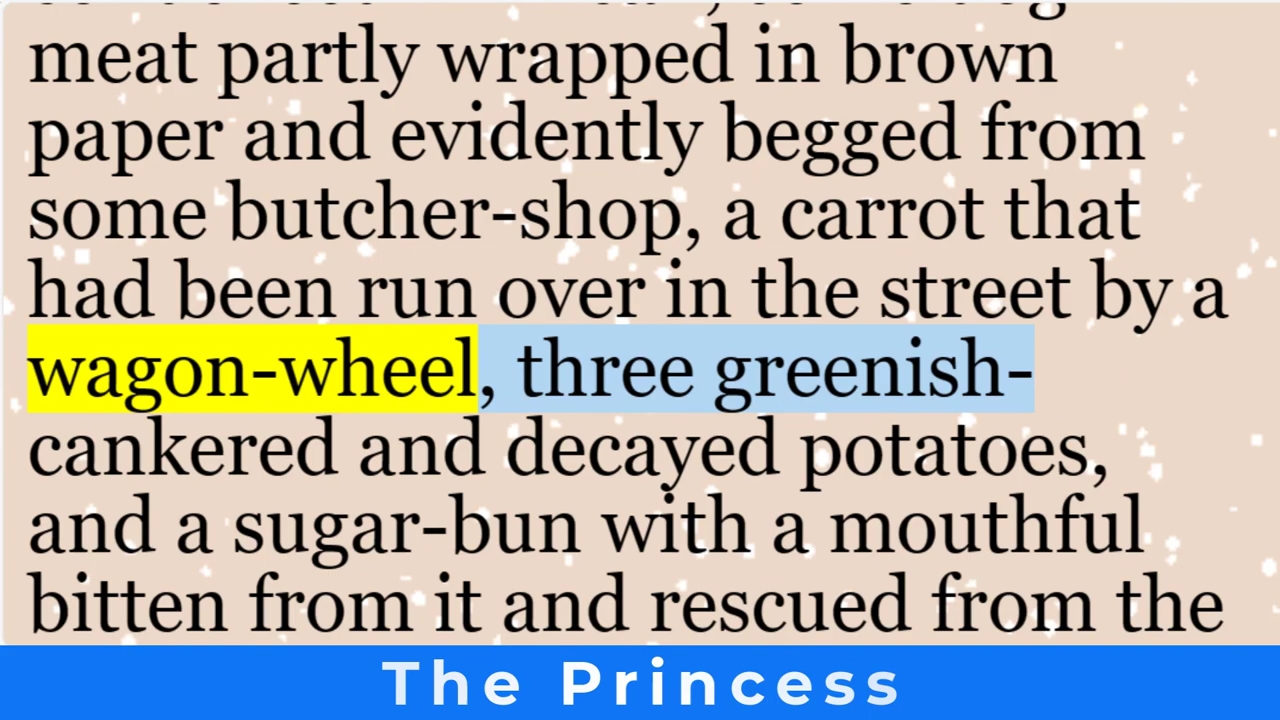 meat partly wrapped in brown
paper and evidently begged from
some butcher-shop, a carrot that
had been run over in the street by a
wagon-wheel, three greenish-
cankered and decayed potatoes,
and a sugar-bun with a mouthful
bitten from it and rescued from the
The Princess